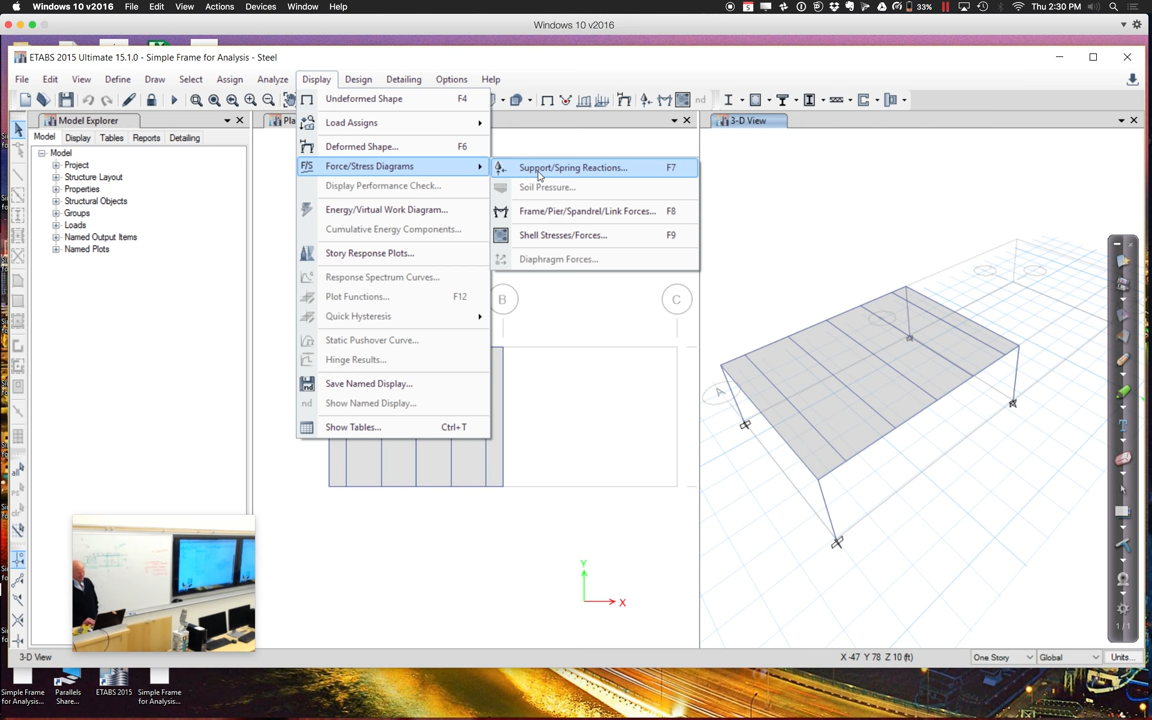 Windows 10 v2016 File Edit View Actions Devices Window Help 33% Thu 2:30 PM
Windows 10 v2016
ETABS 2015 Ultimate 15.1.0 - Simple Frame for Analysis - Steel
File Edit View Define Draw Select Assign Analyze Display Design Detailing Options Help
nd
Model Explorer
Pla
3-D View
Model Display Tables Reports Detailing
Model
Project
Structure Layout
Properties
Structural Objects
Groups
Loads
Named Output Items
Named Plots
Undeformed Shape F4
Load Assigns
Deformed Shape... F6
F/S Force/Stress Diagrams
Display Performance Check...
Energy/Virtual Work Diagram...
Cumulative Energy Components...
Story Response Plots...
Response Spectrum Curves...
Plot Functions... F12
Quick Hysteresis
Static Pushover Curve...
Hinge Results...
Save Named Display...
nd Show Named Display...
Show Tables... Ctrl+T
Support/Spring Reactions... F7
Soil Pressure...
Frame/Pier/Spandrel/Link Forces... F8
Shell Stresses/Forces... F9
Diaphragm Forces...
B
C
A
Y
X
1/1
3-D View
X -47 Y 78 Z 10 (ft)
One Story
Global
Units...
Simple Frame for Analysis...
Parallels Share...
ETABS 2015
Simple Frame for Analysis...